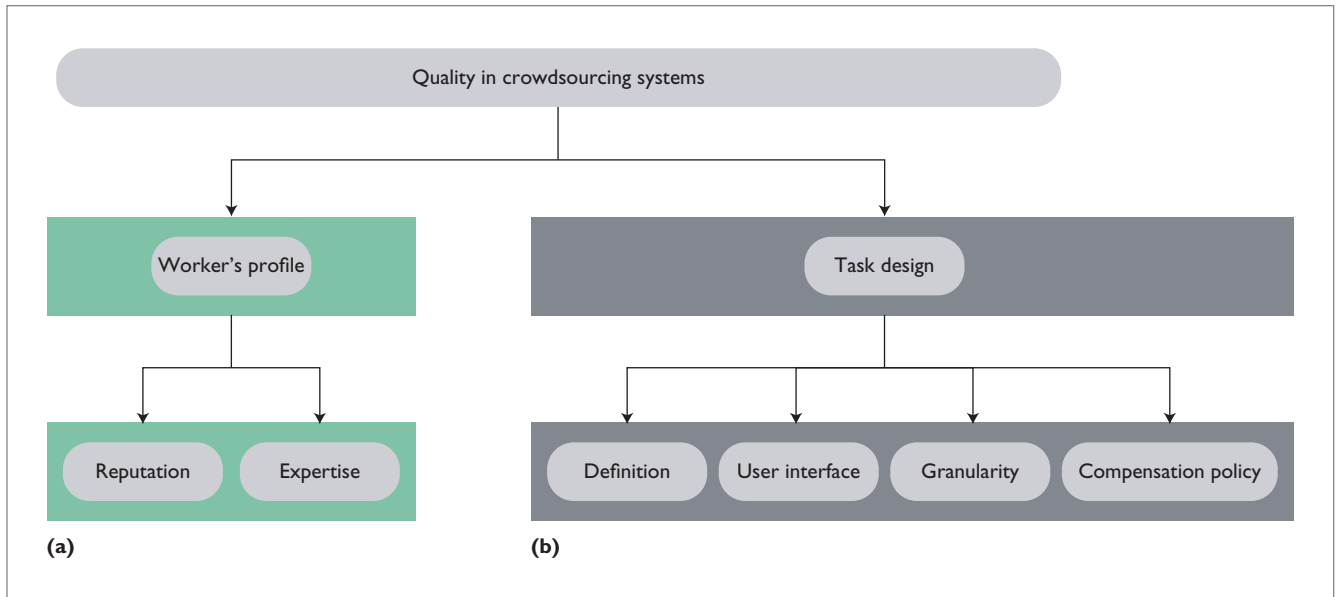 Quality in crowdsourcing systems
Worker's profile
Task design
Reputation
Expertise
Definition
User interface
Granularity
Compensation policy
(a)
(b)